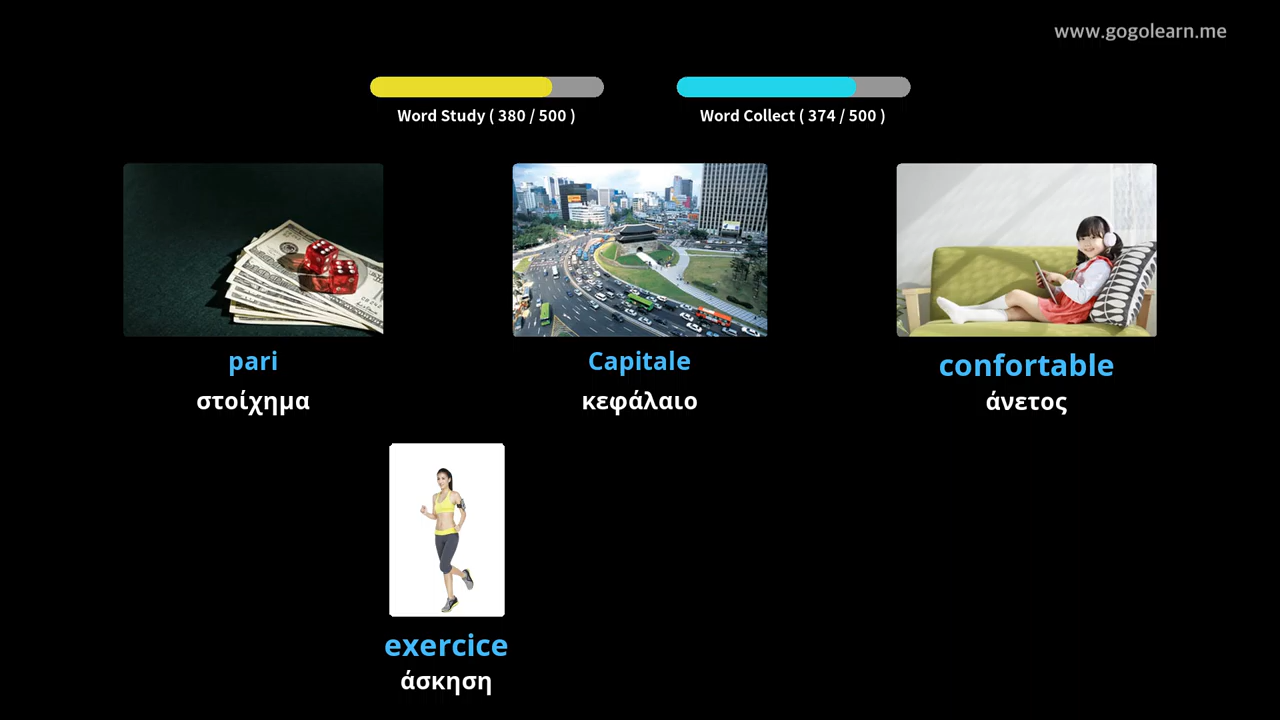 www.gogolearn.me
Word Study ( 380 / 500 )
Word Collect ( 374 / 500 )
pari
στοίχημα
Capitale
κεφάλαιο
confortable
άνετος
exercice
άσκηση